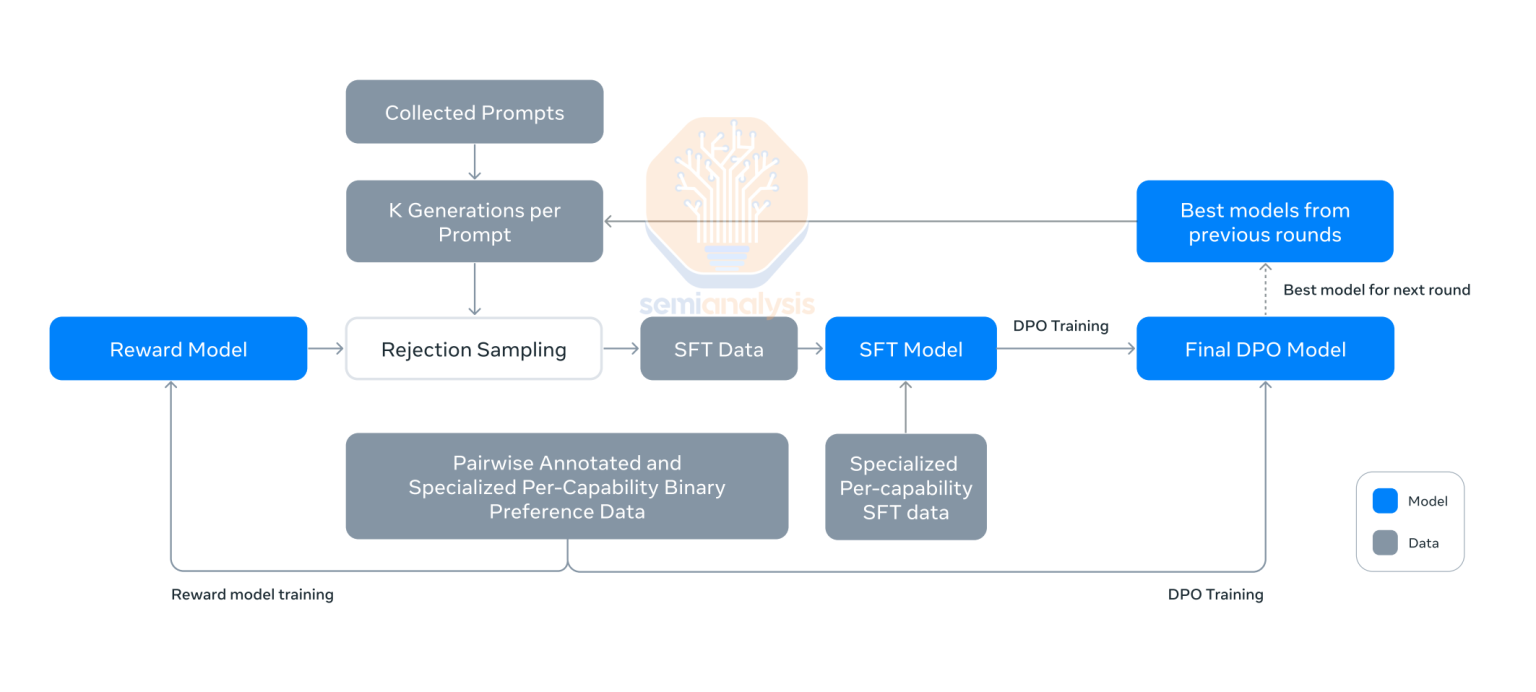 Collected Prompts
K Generations per
Prompt
Best models from
previous rounds
Best model for next round
semianalysis
Reward Model
Rejection Sampling
SFT Data
SFT Model
DPO Training
Final DPO Model
Pairwise Annotated and
Specialized Per-Capability Binary
Preference Data
Specialized
Per-capability
SFT data
Model
Data
Reward model training
DPO Training